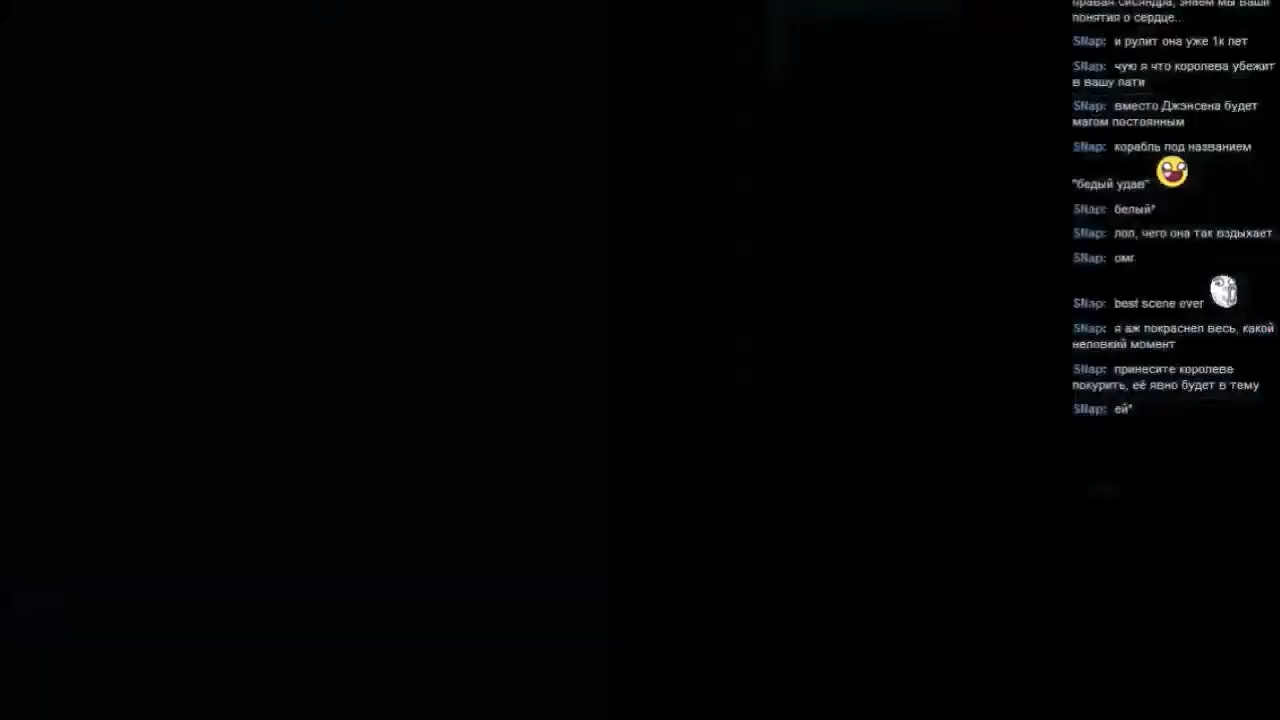 правая сисяндра, знаем мы ваши
понятия о сердце..
SNap: и рулит она уже 1к лет
SNap: чую я что королева убежит
в вашу пати
SNap: вместо Джэнсена будет
магом постоянным
SNap: корабль под названием
"бедый удав"
SNap: белый*
SNap: лол, чего она так вздыхает
SNap: омг
SNap: best scene ever
SNap: я аж покраснел весь, какой
неловкий момент
SNap: принесите королеве
покурить, её явно будет в тему
SNap: ей*